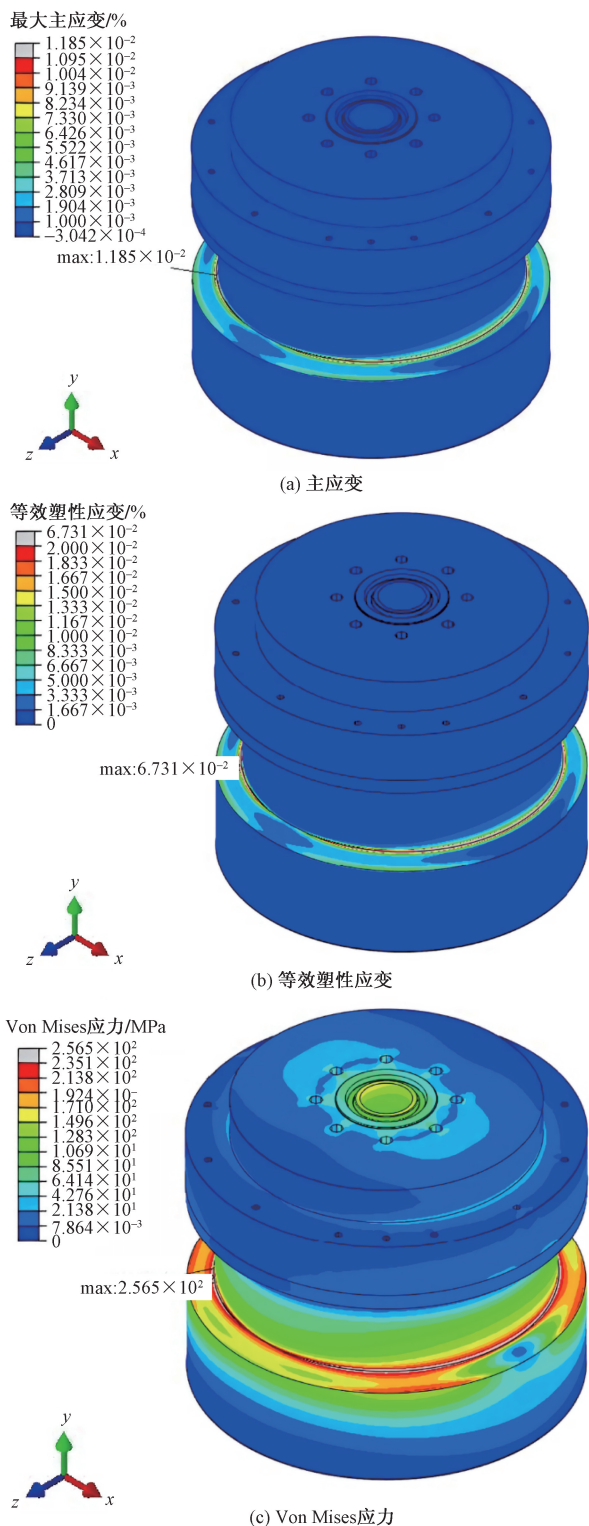 最大主应变/%
1.185×10⁻²
1.095×10⁻²
1.004×10⁻²
9.139×10⁻³
8.234×10⁻³
7.330×10⁻³
6.426×10⁻³
5.522×10⁻³
4.617×10⁻³
3.713×10⁻³
2.809×10⁻³
1.904×10⁻³
1.000×10⁻³
−3.042×10⁻⁴
max:1.185×10⁻²
y
z
x
(a) 主应变
等效塑性应变/%
6.731×10⁻²
2.000×10⁻²
1.833×10⁻²
1.667×10⁻²
1.500×10⁻²
1.333×10⁻²
1.167×10⁻²
1.000×10⁻²
8.333×10⁻³
6.667×10⁻³
5.000×10⁻³
3.333×10⁻³
1.667×10⁻³
0
max:6.731×10⁻²
y
z
x
(b) 等效塑性应变
Von Mises应力/MPa
2.565×10²
2.351×10²
2.138×10²
1.924×10⁻
1.710×10²
1.496×10²
1.283×10²
1.069×10¹
8.551×10¹
6.414×10¹
4.276×10¹
2.138×10¹
7.864×10⁻³
0
max:2.565×10²
y
z
x
(c) Von Mises应力